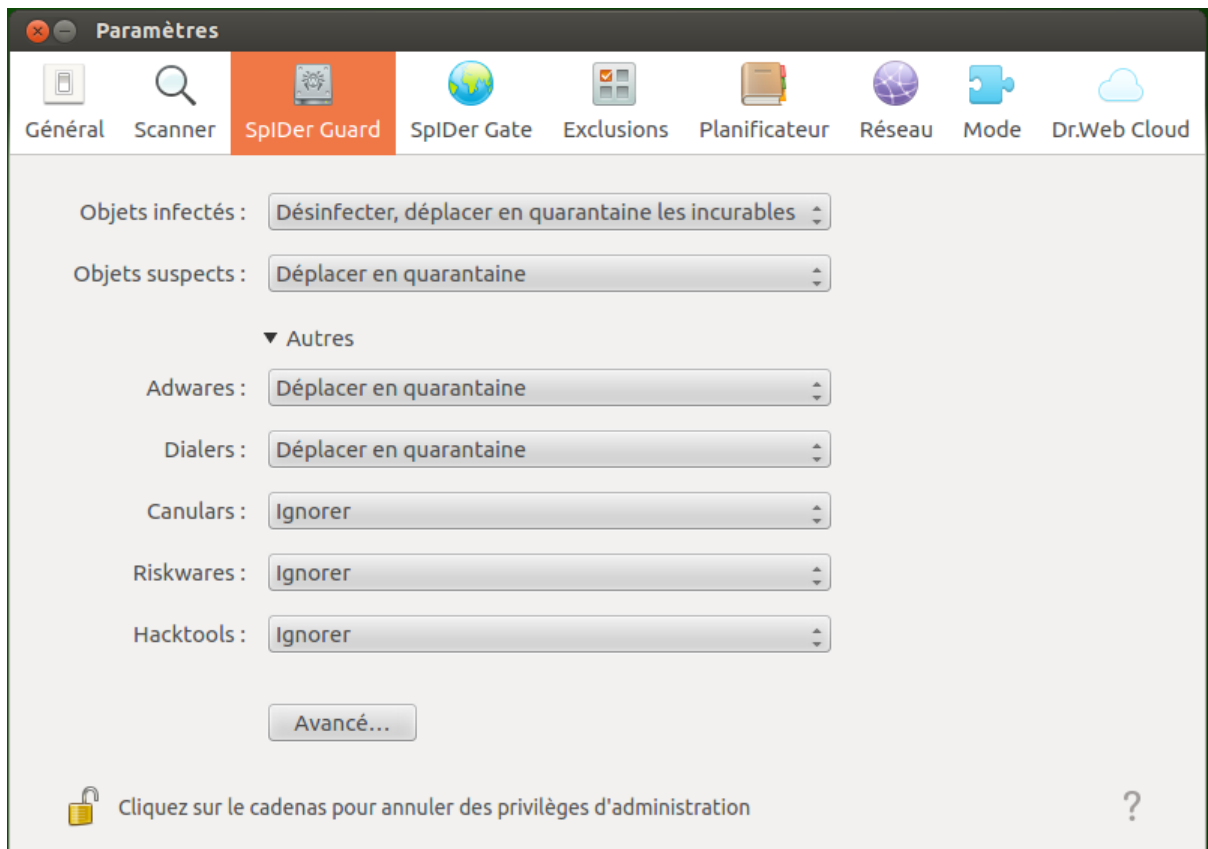 Paramètres
Général Scanner SpIDer Guard SpIDer Gate Exclusions Planificateur Réseau Mode Dr.Web Cloud
Objets infectés : Désinfecter, déplacer en quarantaine les incurables
Objets suspects : Déplacer en quarantaine
Autres
Adwares : Déplacer en quarantaine
Dialers : Déplacer en quarantaine
Canulars : Ignorer
Riskwares : Ignorer
Hacktools : Ignorer
Avancé...
Cliquez sur le cadenas pour annuler des privilèges d'administration ?